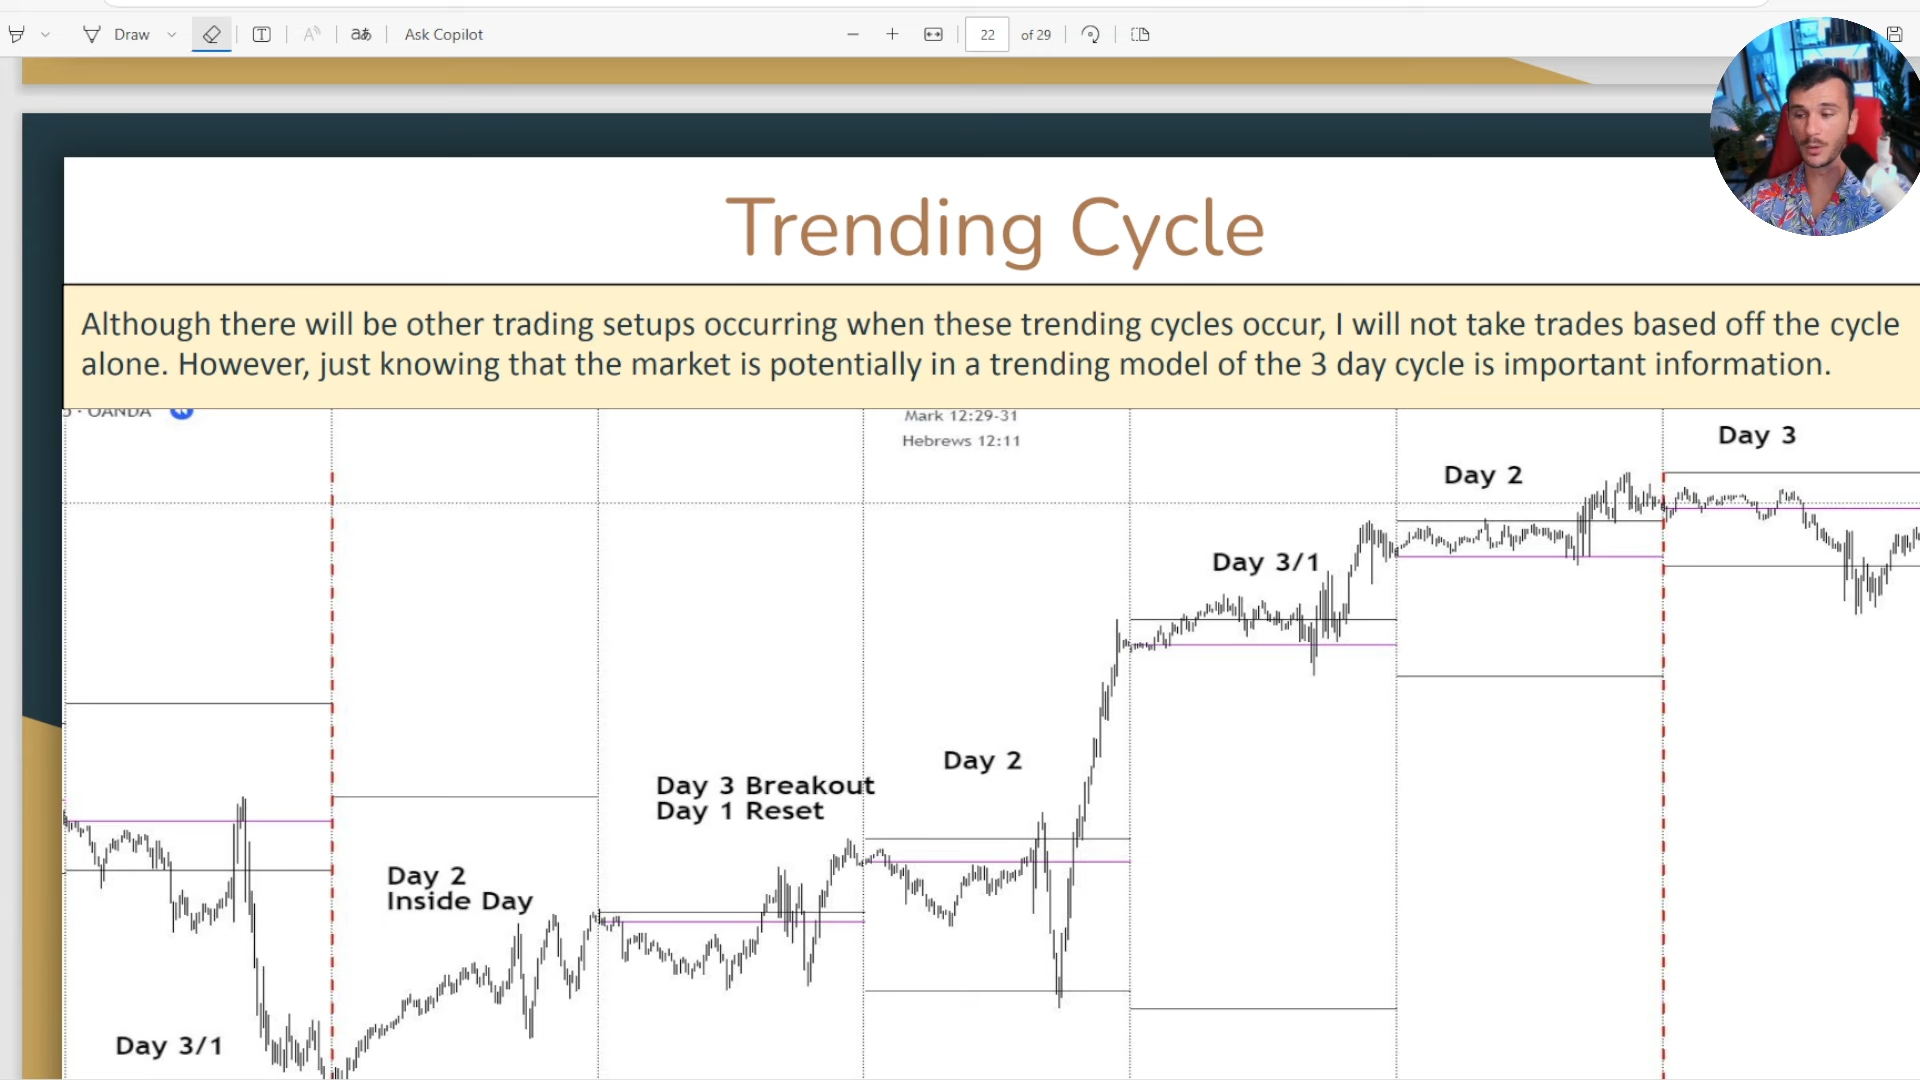 Draw
Ask Copilot
22 of 29
Trending Cycle
Although there will be other trading setups occurring when these trending cycles occur, I will not take trades based off the cycle
alone. However, just knowing that the market is potentially in a trending model of the 3 day cycle is important information.
OANDA
Mark 12:29-31
Hebrews 12:11
Day 3
Day 2
Day 3/1
Day 2
Day 3 Breakout
Day 1 Reset
Day 2
Inside Day
Day 3/1